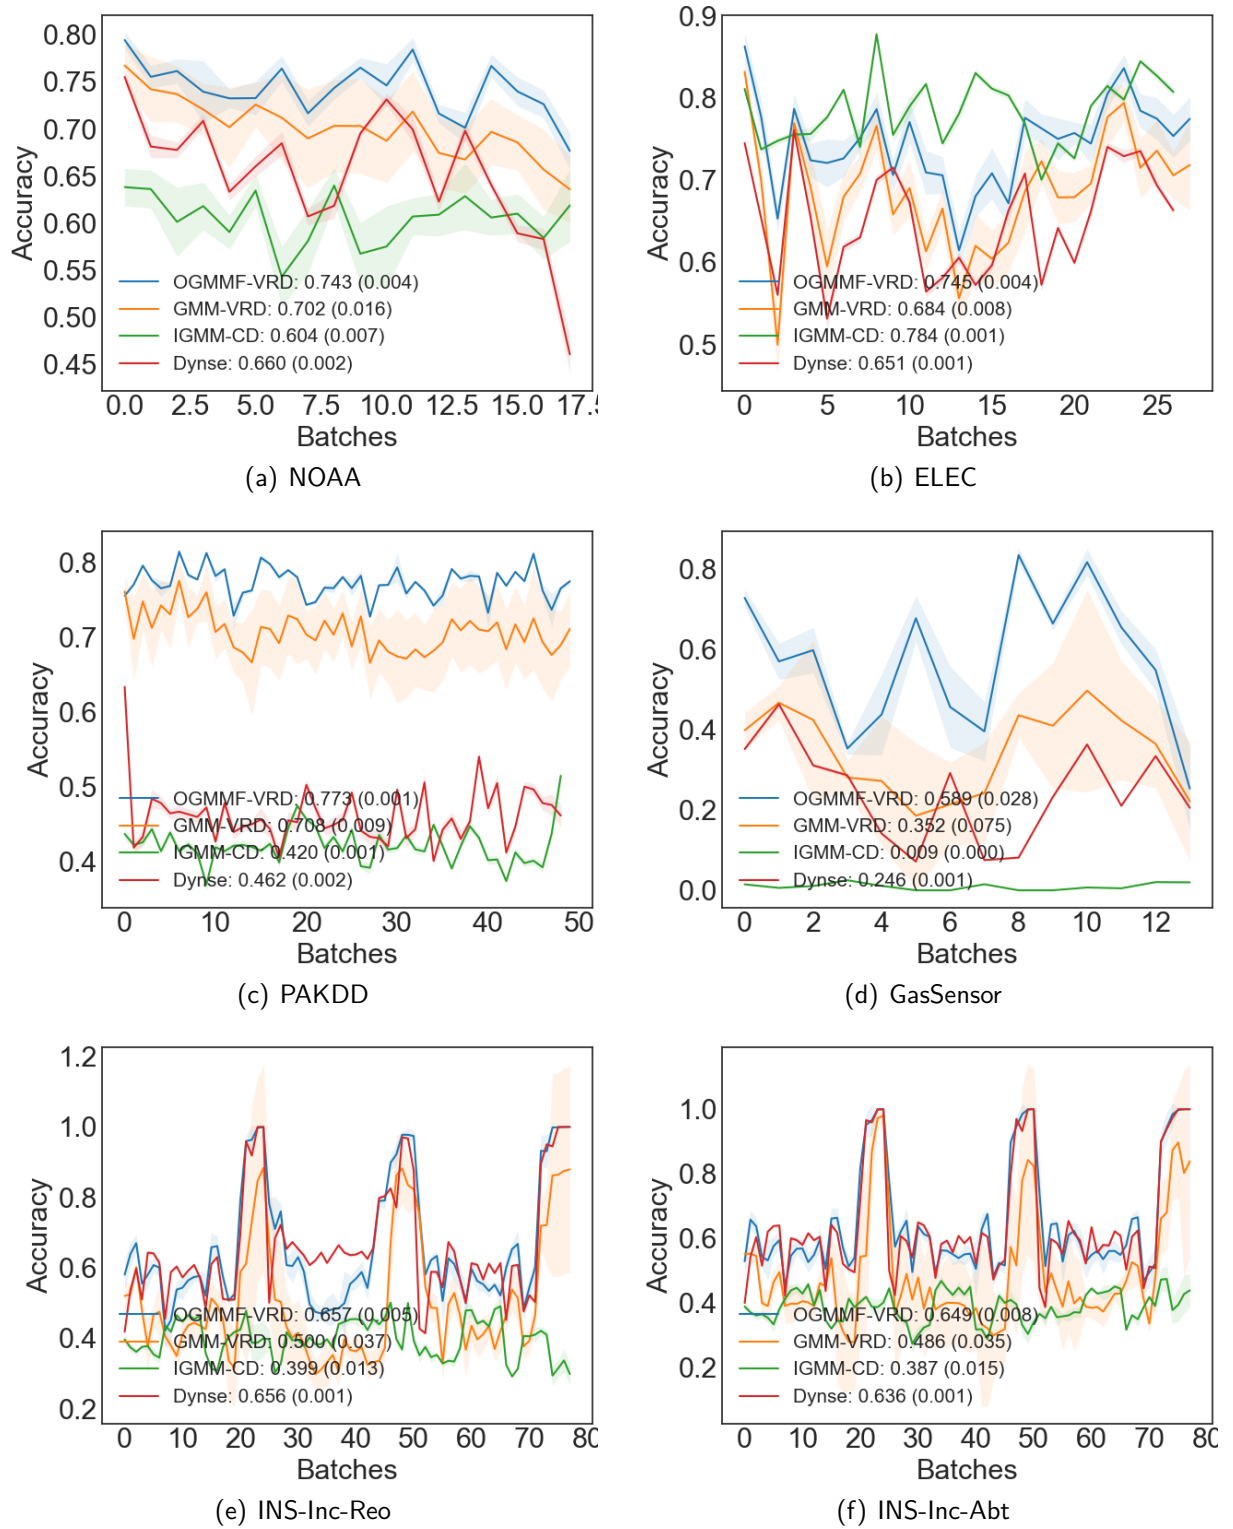 0.80
0.75
0.70
0.65
0.60
0.55
0.50
0.45
Accuracy
OGMMF-VRD: 0.743 (0.004)
GMM-VRD: 0.702 (0.016)
IGMM-CD: 0.604 (0.007)
Dynse: 0.660 (0.002)
0.0 2.5 5.0 7.5 10.0 12.5 15.0 17.5
Batches
(a) NOAA
0.9
0.8
0.7
0.6
0.5
Accuracy
OGMMF-VRD: 0.745 (0.004)
GMM-VRD: 0.684 (0.008)
IGMM-CD: 0.784 (0.001)
Dynse: 0.651 (0.001)
0 5 10 15 20 25
Batches
(b) ELEC
0.8
0.7
0.6
0.5
0.4
Accuracy
OGMMF-VRD: 0.773 (0.001)
GMM-VRD: 0.708 (0.009)
IGMM-CD: 0.420 (0.001)
Dynse: 0.462 (0.002)
0 10 20 30 40 50
Batches
(c) PAKDD
0.8
0.6
0.4
0.2
0.0
Accuracy
OGMMF-VRD: 0.589 (0.028)
GMM-VRD: 0.352 (0.075)
IGMM-CD: 0.009 (0.000)
Dynse: 0.246 (0.001)
0 2 4 6 8 10 12
Batches
(d) GasSensor
1.2
1.0
0.8
0.6
0.4
0.2
Accuracy
OGMMF-VRD: 0.657 (0.005)
GMM-VRD: 0.500 (0.037)
IGMM-CD: 0.399 (0.013)
Dynse: 0.656 (0.001)
0 10 20 30 40 50 60 70 80
Batches
(e) INS-Inc-Reo
1.0
0.8
0.6
0.4
0.2
Accuracy
OGMMF-VRD: 0.649 (0.008)
GMM-VRD: 0.486 (0.035)
IGMM-CD: 0.387 (0.015)
Dynse: 0.636 (0.001)
0 10 20 30 40 50 60 70 80
Batches
(f) INS-Inc-Abt